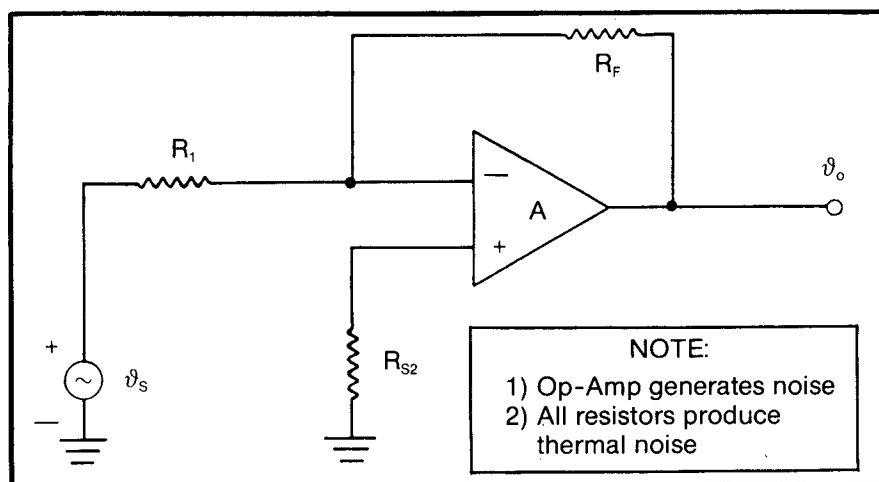 R_F
R_1
ϑ_o
−
A
+
R_S2
+
ϑ_S
−
NOTE:
1) Op-Amp generates noise
2) All resistors produce
thermal noise